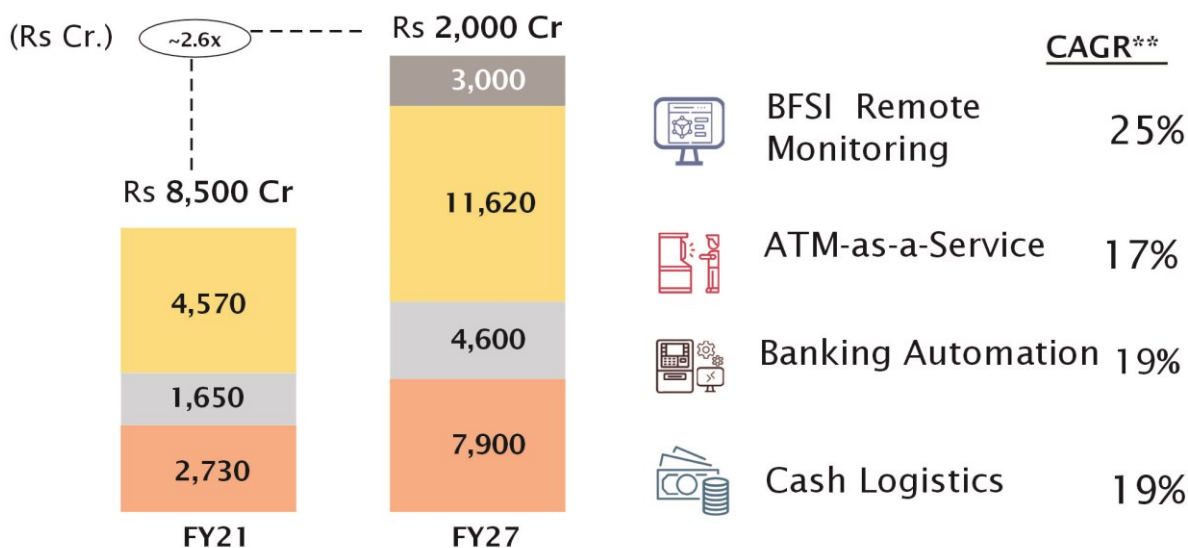 (Rs Cr.)
~2.6x
Rs 2,000 Cr
3,000
11,620
4,600
7,900
FY27
Rs 8,500 Cr
4,570
1,650
2,730
FY21
CAGR**
BFSI Remote
Monitoring
25%
ATM-as-a-Service
17%
Banking Automation
19%
Cash Logistics
19%